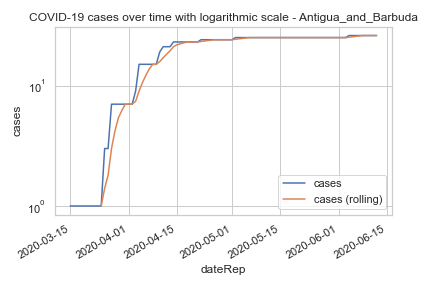 COVID-19 cases over time with logarithmic scale - Antigua_and_Barbuda
cases
10¹
10⁰
cases
cases (rolling)
2020-03-15
2020-04-01
2020-04-15
2020-05-01
2020-05-15
2020-06-01
2020-06-15
dateRep